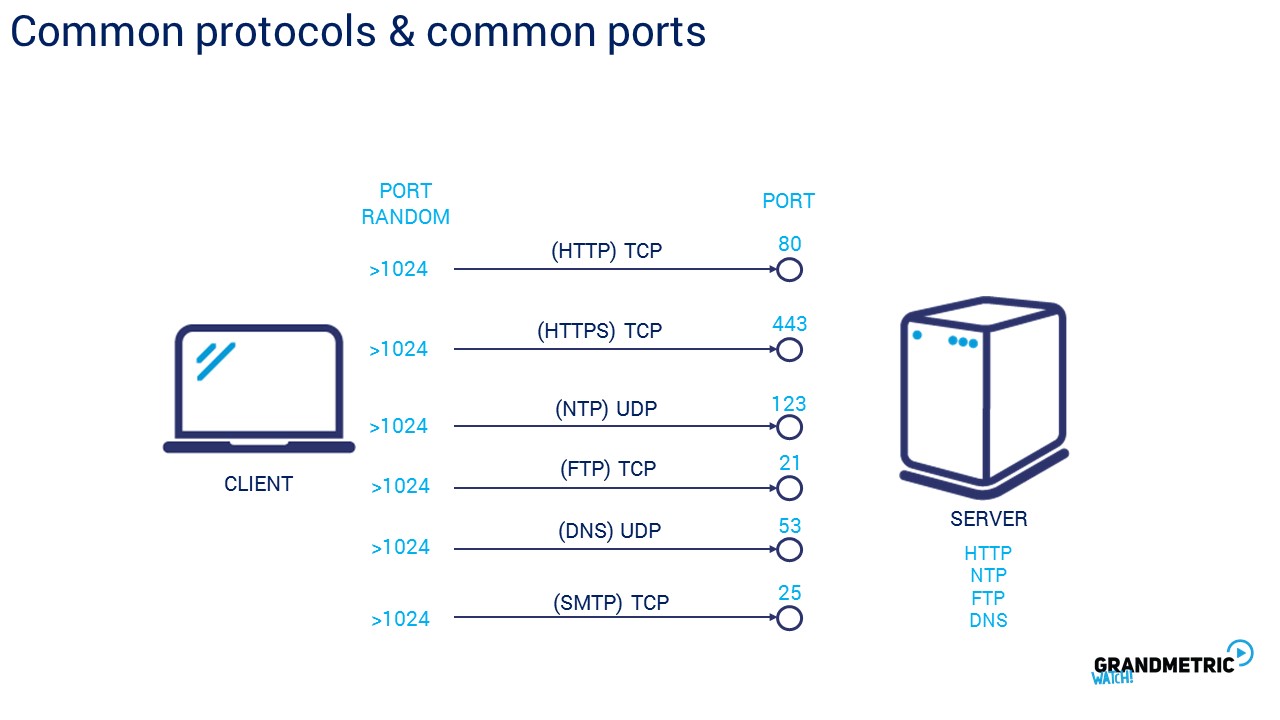 Common protocols & common ports
PORT
RANDOM
PORT
80
(HTTP) TCP
>1024
443
(HTTPS) TCP
>1024
123
(NTP) UDP
>1024
21
(FTP) TCP
>1024
53
(DNS) UDP
>1024
25
(SMTP) TCP
>1024
CLIENT
SERVER
HTTP
NTP
FTP
DNS
GRANDMETRIC
WATCH!